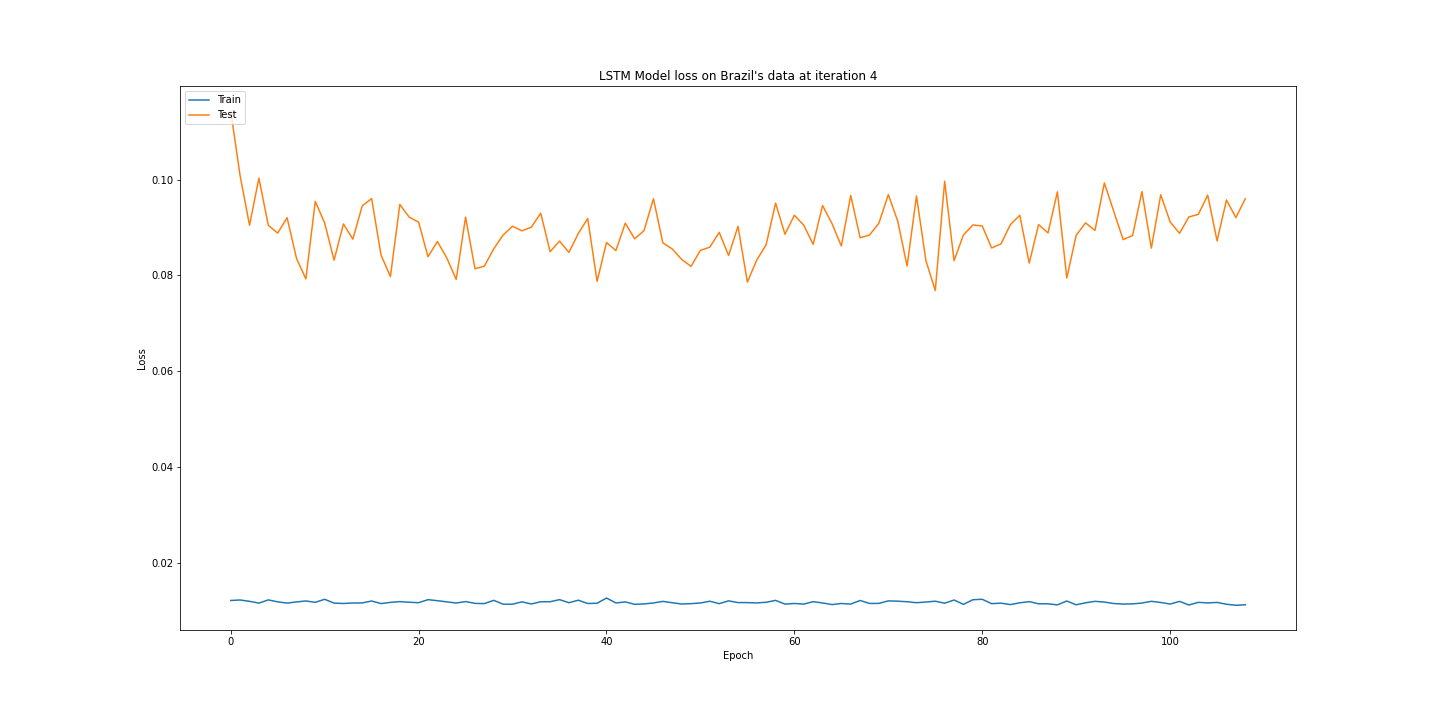 LSTM Model loss on Brazil's data at iteration 4
Train
Test
0.10
0.08
0.06
0.04
0.02
Loss
0 20 40 60 80 100
Epoch